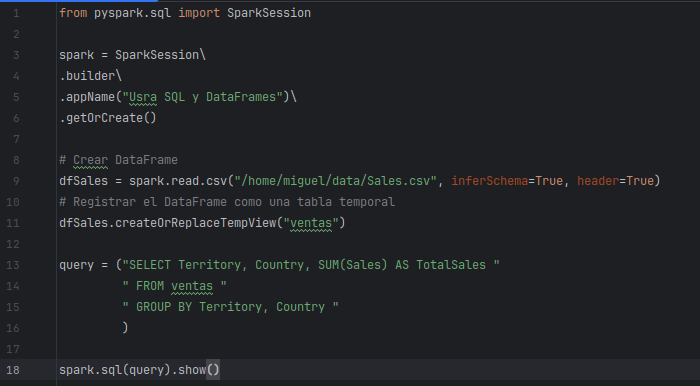 1 from pyspark.sql import SparkSession
2
3 spark = SparkSession\
4 .builder\
5 .appName("Usra SQL y DataFrames")\
6 .getOrCreate()
7
8 # Crear DataFrame
9 dfSales = spark.read.csv("/home/miguel/data/Sales.csv", inferSchema=True, header=True)
10 # Registrar el DataFrame como una tabla temporal
11 dfSales.createOrReplaceTempView("ventas")
12
13 query = ("SELECT Territory, Country, SUM(Sales) AS TotalSales "
14 " FROM ventas "
15 " GROUP BY Territory, Country "
16 )
17
18 spark.sql(query).show()